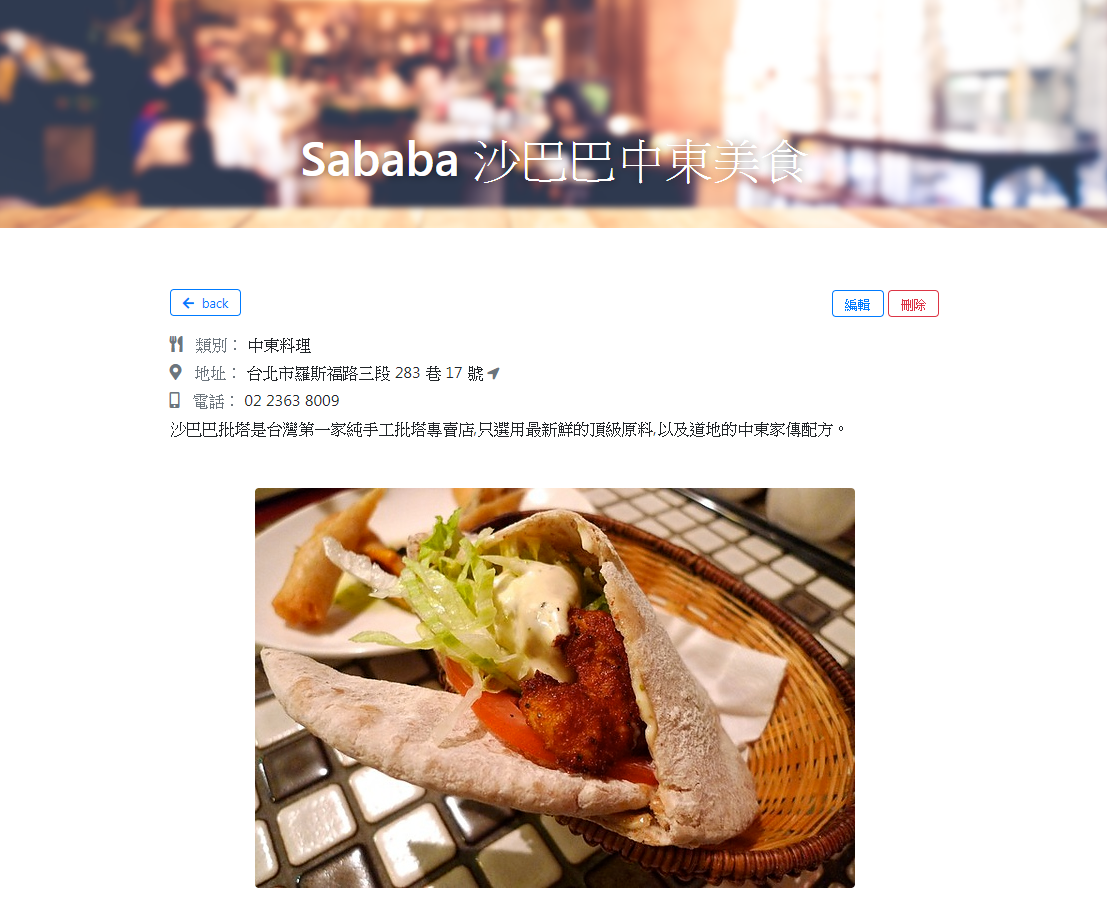 Sababa 沙巴巴中東美食
back
編輯 刪除
類別： 中東料理
地址： 台北市羅斯福路三段 283 巷 17 號
電話： 02 2363 8009
沙巴巴批塔是台灣第一家純手工批塔專賣店,只選用最新鮮的頂級原料,以及道地的中東家傳配方。